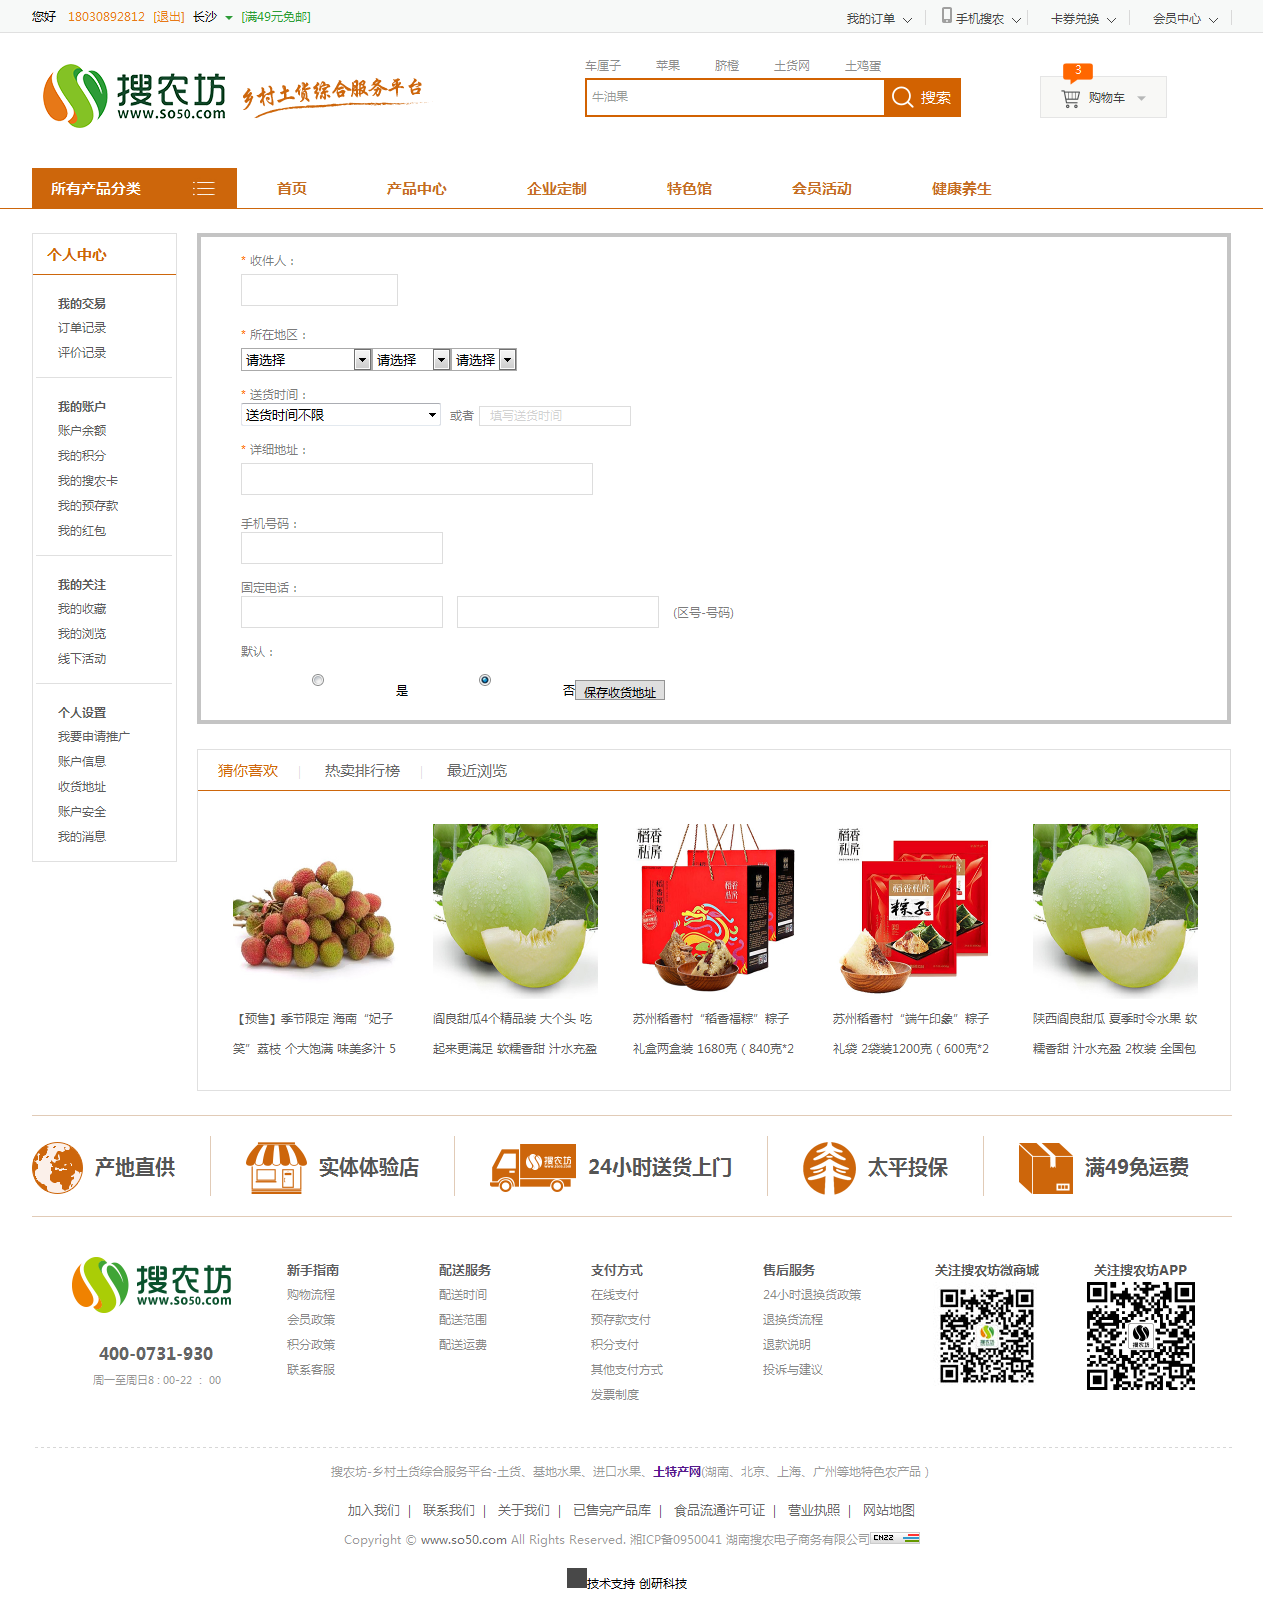 您好 18030892812 [退出] 长沙 [满49元免邮]
我的订单 手机搜农 卡券兑换 会员中心
搜农坊
www.so50.com
乡村土货综合服务平台
车厘子 苹果 脐橙 土货网 土鸡蛋
牛油果 搜索
3
购物车
所有产品分类 首页 产品中心 企业定制 特色馆 会员活动 健康养生
个人中心
我的交易
订单记录
评价记录
我的账户
账户余额
我的积分
我的搜农卡
我的预存款
我的红包
我的关注
我的收藏
我的浏览
线下活动
个人设置
我要申请推广
账户信息
收货地址
账户安全
我的消息
* 收件人：
* 所在地区：
请选择 请选择 请选择
* 送货时间：
送货时间不限 或者 填写送货时间
* 详细地址：
手机号码：
固定电话：
(区号-号码)
默认：
是 否 保存收货地址
猜你喜欢 热卖排行榜 最近浏览
稻香私房
稻香福粽
稻香私房
稻香私房
稻香私房
粽子
【预售】季节限定 海南“妃子
笑”荔枝 个大饱满 味美多汁 5
阎良甜瓜4个精品装 大个头 吃
起来更满足 软糯香甜 汁水充盈
苏州稻香村“稻香福粽”粽子
礼盒两盒装 1680克（840克*2
苏州稻香村“端午印象”粽子
礼袋 2袋装1200克（600克*2
陕西阎良甜瓜 夏季时令水果 软
糯香甜 汁水充盈 2枚装 全国包
产地直供 实体体验店 搜农坊 24小时送货上门 太平投保 满49免运费
搜农坊
www.so50.com
400-0731-930
周一至周日8：00-22 ： 00
新手指南
购物流程
会员政策
积分政策
联系客服
配送服务
配送时间
配送范围
配送运费
支付方式
在线支付
预存款支付
积分支付
其他支付方式
发票制度
售后服务
24小时退换货政策
退换货流程
退款说明
投诉与建议
关注搜农坊微商城
关注搜农坊APP
搜农坊
搜农坊-乡村土货综合服务平台-土货、基地水果、进口水果、土特产网(湖南、北京、上海、广州等地特色农产品 )
加入我们 | 联系我们 | 关于我们 | 已售完产品库 | 食品流通许可证 | 营业执照 | 网站地图
Copyright © www.so50.com All Rights Reserved. 湘ICP备0950041 湖南搜农电子商务有限公司 CNZZ
技术支持 创研科技